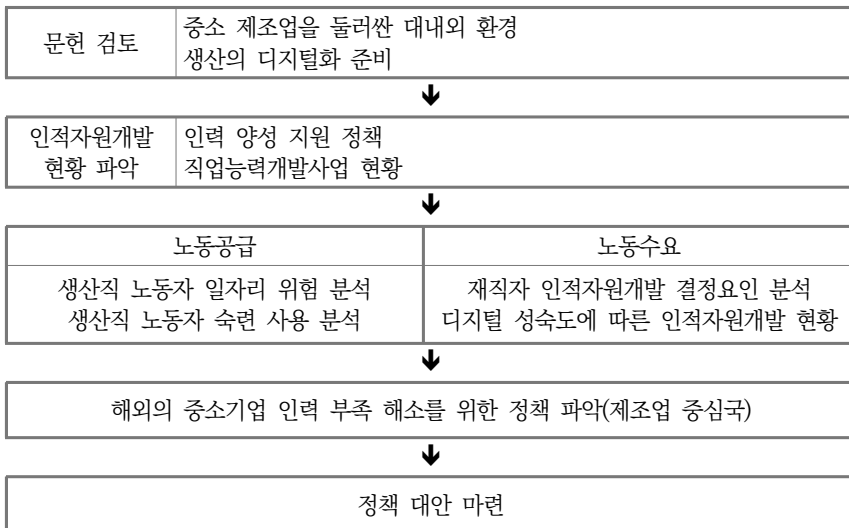 문헌 검토
중소 제조업을 둘러싼 대내외 환경
생산의 디지털화 준비
인적자원개발
현황 파악
인력 양성 지원 정책
직업능력개발사업 현황
노동공급
노동수요
생산직 노동자 일자리 위험 분석
생산직 노동자 숙련 사용 분석
재직자 인적자원개발 결정요인 분석
디지털 성숙도에 따른 인적자원개발 현황
해외의 중소기업 인력 부족 해소를 위한 정책 파악(제조업 중심국)
정책 대안 마련